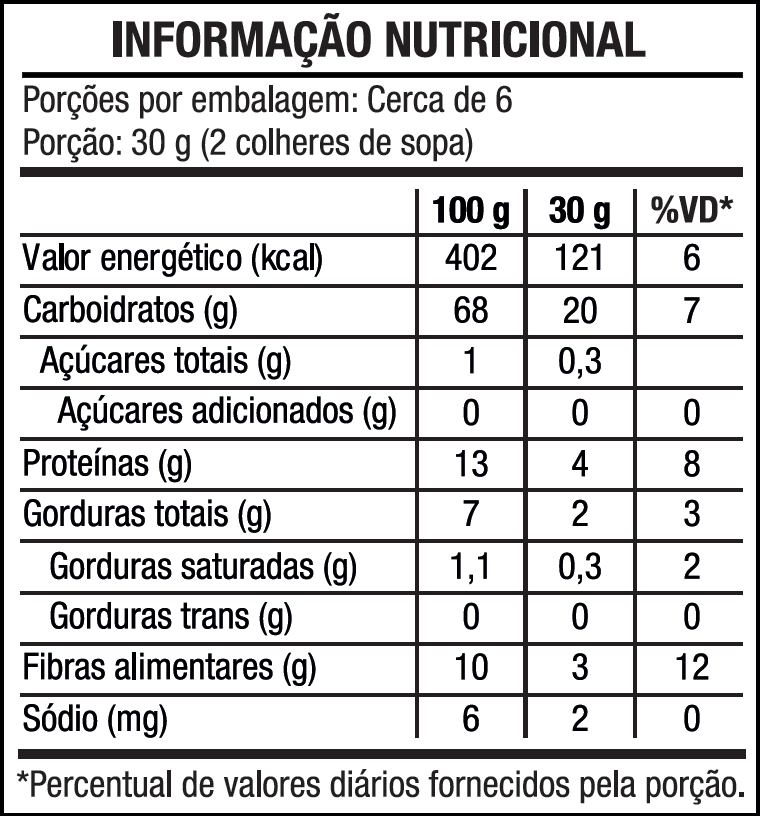 INFORMAÇÃO NUTRICIONAL
Porções por embalagem: Cerca de 6
Porção: 30 g (2 colheres de sopa)
100 g 30 g %VD*
Valor energético (kcal) 402 121 6
Carboidratos (g) 68 20 7
Açúcares totais (g) 1 0,3
Açúcares adicionados (g) 0 0 0
Proteínas (g) 13 4 8
Gorduras totais (g) 7 2 3
Gorduras saturadas (g) 1,1 0,3 2
Gorduras trans (g) 0 0 0
Fibras alimentares (g) 10 3 12
Sódio (mg) 6 2 0
*Percentual de valores diários fornecidos pela porção.